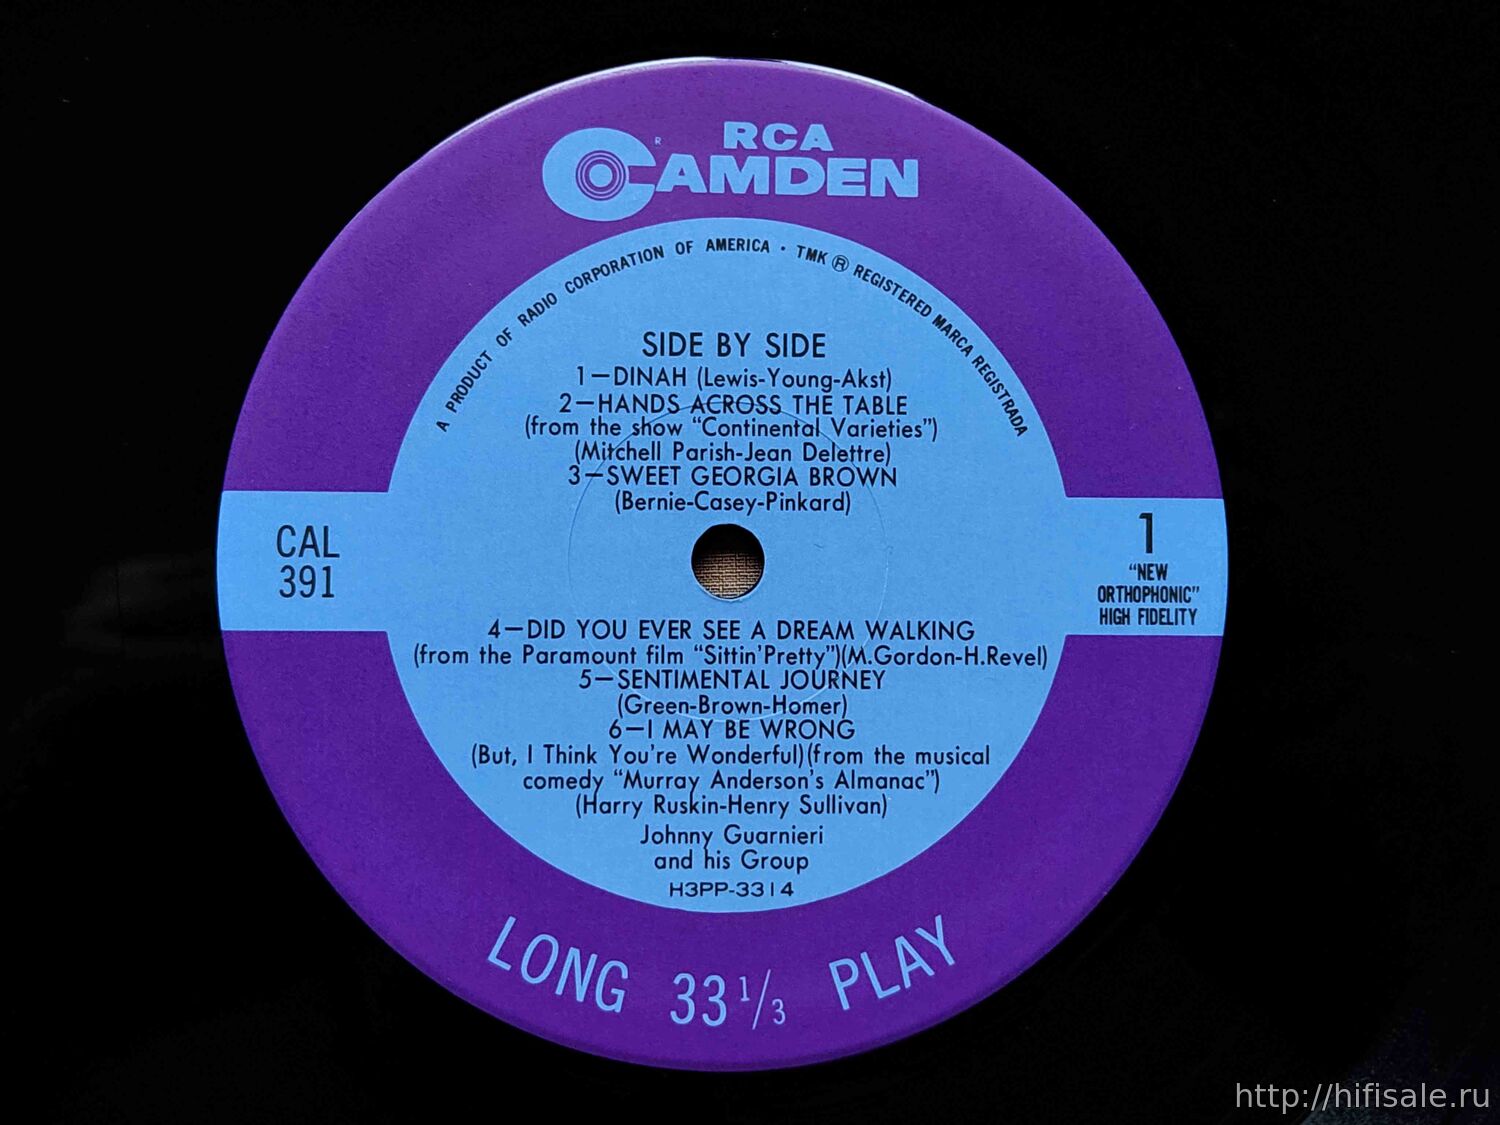 RCA
CAMDEN
R
A PRODUCT OF RADIO CORPORATION OF AMERICA · TMK ® REGISTERED MARCA REGISTRADA
SIDE BY SIDE
1—DINAH (Lewis-Young-Akst)
2—HANDS ACROSS THE TABLE
(from the show "Continental Varieties")
(Mitchell Parish-Jean Delettre)
3—SWEET GEORGIA BROWN
(Bernie-Casey-Pinkard)
CAL
391
1
"NEW
ORTHOPHONIC"
HIGH FIDELITY
4—DID YOU EVER SEE A DREAM WALKING
(from the Paramount film "Sittin'Pretty")(M.Gordon-H.Revel)
5—SENTIMENTAL JOURNEY
(Green-Brown-Homer)
6—I MAY BE WRONG
(But, I Think You're Wonderful)(from the musical
comedy "Murray Anderson's Almanac")
(Harry Ruskin-Henry Sullivan)
Johnny Guarnieri
and his Group
H3PP-3314
LONG 33 1/3 PLAY
http://hifisale.ru